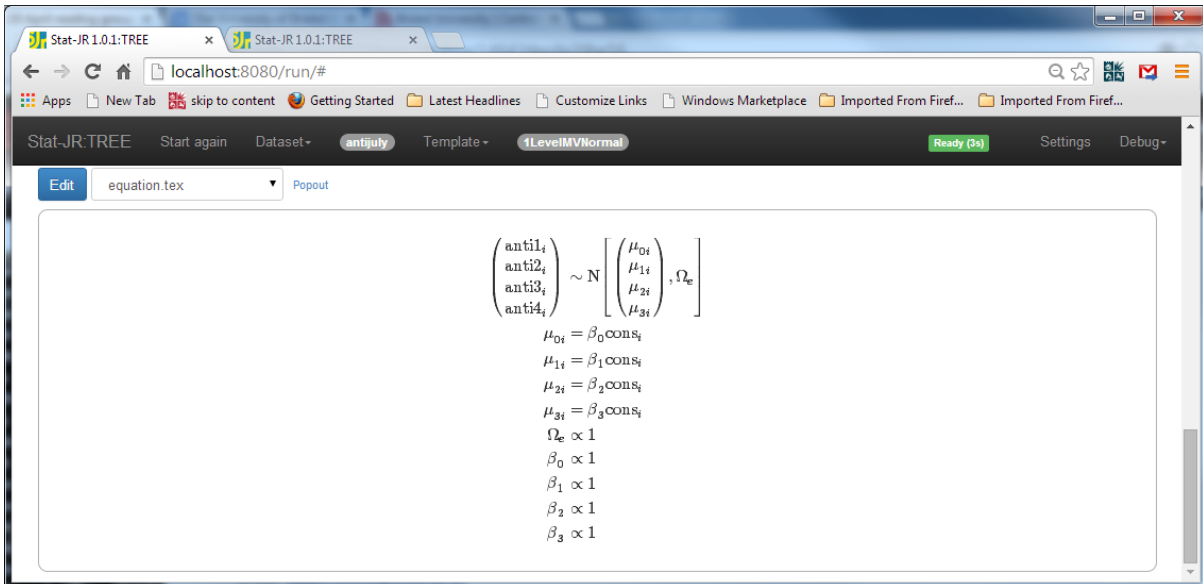 Stat-JR 1.0.1:TREE Stat-JR 1.0.1:TREE
localhost:8080/run/#
Apps New Tab skip to content Getting Started Latest Headlines Customize Links Windows Marketplace Imported From Firef... Imported From Firef...
Stat-JR:TREE Start again Dataset antijuly Template 1LevelMVNormal Ready (3s) Settings Debug
Edit equation.tex Popout
(anti1ᵢ anti2ᵢ anti3ᵢ anti4ᵢ) ~ N[(μ₀ᵢ μ₁ᵢ μ₂ᵢ μ₃ᵢ), Ωₑ]
μ₀ᵢ = β₀consᵢ
μ₁ᵢ = β₁consᵢ
μ₂ᵢ = β₂consᵢ
μ₃ᵢ = β₃consᵢ
Ωₑ ∝ 1
β₀ ∝ 1
β₁ ∝ 1
β₂ ∝ 1
β₃ ∝ 1